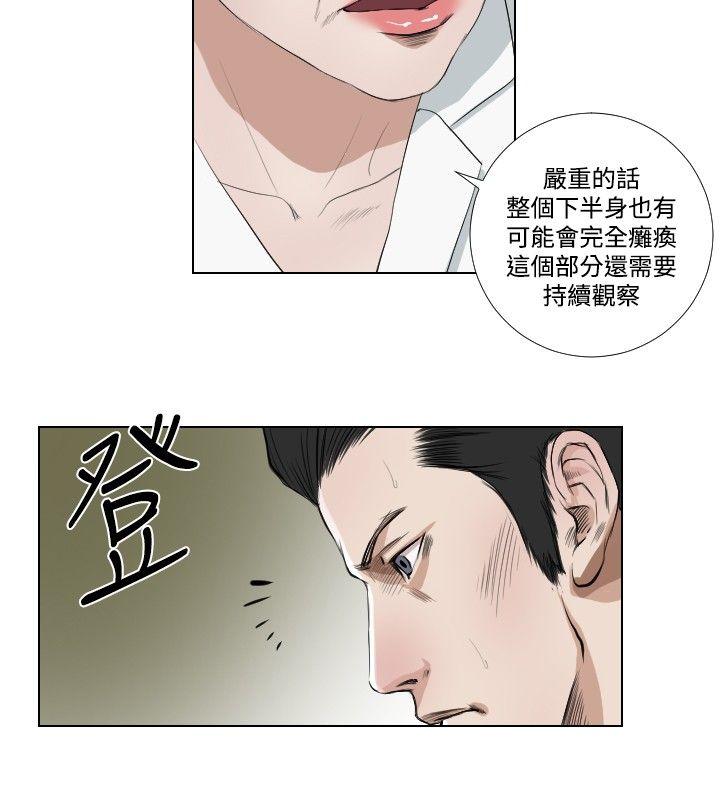 嚴重的話
整個下半身也有
可能會完全癱瘓
這個部分還需要
持續觀察
登